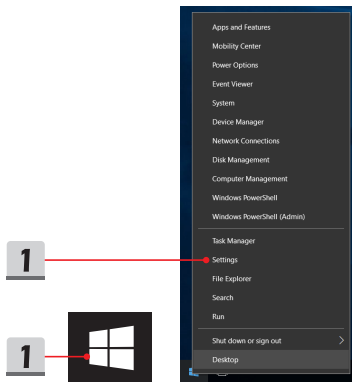 Apps and Features
Mobility Center
Power Options
Event Viewer
System
Device Manager
Network Connections
Disk Management
Computer Management
Windows PowerShell
Windows PowerShell (Admin)
Task Manager
1
Settings
File Explorer
Search
Run
1
Shut down or sign out
Desktop